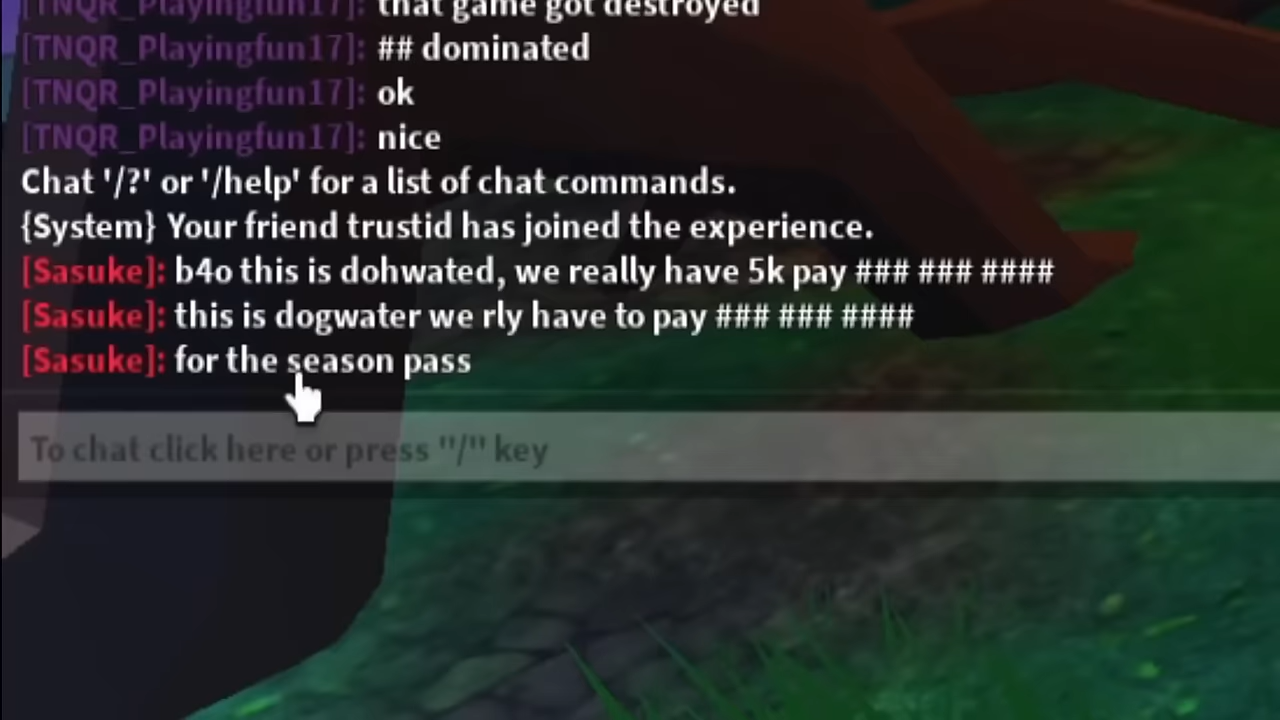 [TNQR_Playingfun17]: that game got destroyed
[TNQR_Playingfun17]: ## dominated
[TNQR_Playingfun17]: ok
[TNQR_Playingfun17]: nice
Chat '/?' or '/help' for a list of chat commands.
{System} Your friend trustid has joined the experience.
[Sasuke]: b4o this is dohwated, we really have 5k pay ### ### ####
[Sasuke]: this is dogwater we rly have to pay ### ### ####
[Sasuke]: for the season pass
To chat click here or press "/" key